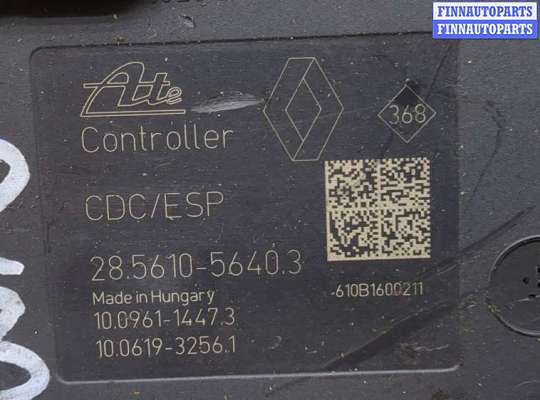 FINNAUTOPARTS
FINNAUTOPARTS
Ate
368
Controller
CDC/ESP
28.5610-5640.3
Made in Hungary
-610B1600211
10.0961-1447.3
10.0619-3256.1